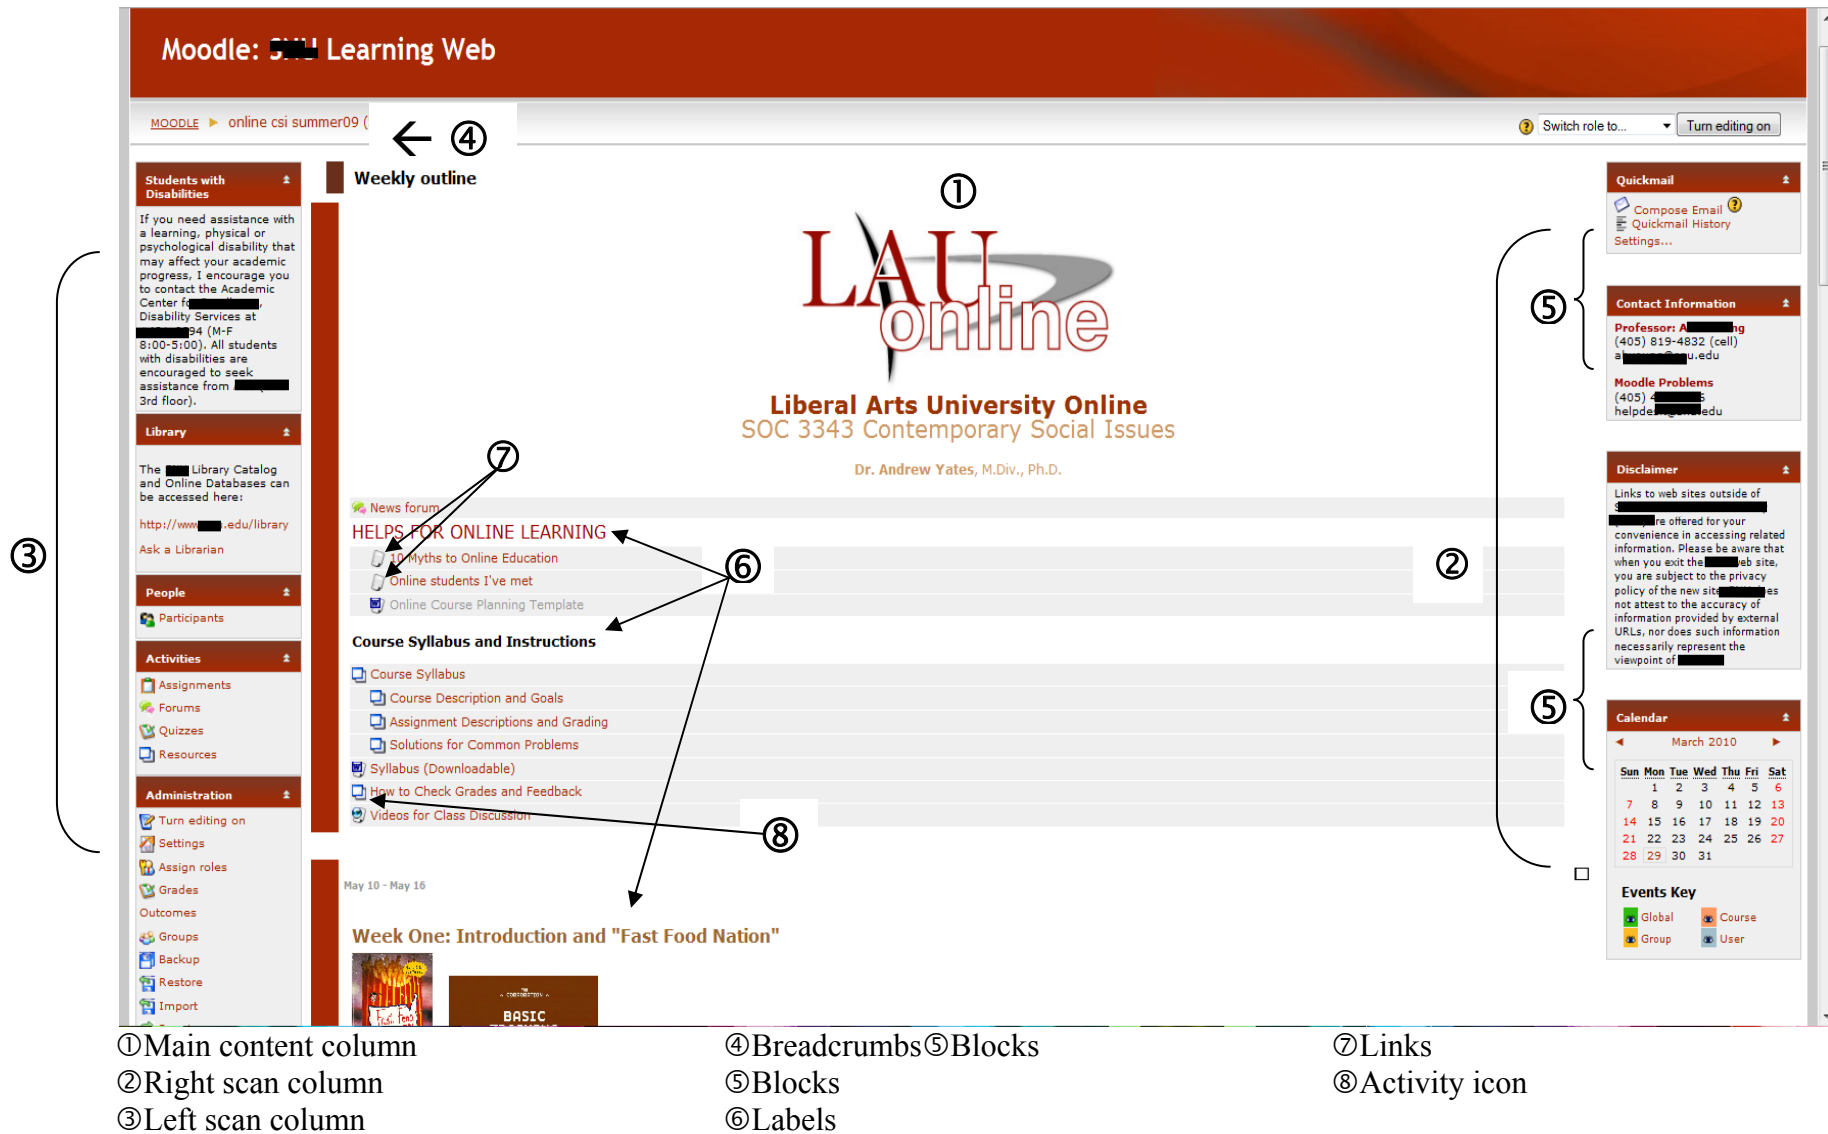 Moodle: Learning Web
MOODLE ► online csi summer09 (
← ④
Switch role to...
Turn editing on
Students with
Disabilities
If you need assistance with
a learning, physical or
psychological disability that
may affect your academic
progress, I encourage you
to contact the Academic
Center
Disability Services at
94 (M-F
8:00-5:00). All students
with disabilities are
encouraged to seek
assistance from
3rd floor).
③
Library
The Library Catalog
and Online Databases can
be accessed here:
http://www .edu/library
Ask a Librarian
People
Participants
Activities
Assignments
Forums
Quizzes
Resources
Administration
Turn editing on
Settings
Assign roles
Grades
Outcomes
Groups
Backup
Restore
Import
Weekly outline
①
LAU
online
Liberal Arts University Online
SOC 3343 Contemporary Social Issues
Dr. Andrew Yates, M.Div., Ph.D.
⑦
News forum
HELPS FOR ONLINE LEARNING
10 Myths to Online Education
Online students I've met
Online Course Planning Template
⑥
Course Syllabus and Instructions
Course Syllabus
Course Description and Goals
Assignment Descriptions and Grading
Solutions for Common Problems
Syllabus (Downloadable)
How to Check Grades and Feedback
Videos for Class Discussion
⑧
May 10 - May 16
Week One: Introduction and "Fast Food Nation"
THE
CORPORATION
BASIC
②
Quickmail
Compose Email
Quickmail History
Settings...
⑤
Contact Information
Professor: A ng
(405) 819-4832 (cell)
u.edu
Moodle Problems
(405)
edu
Disclaimer
Links to web sites outside of
are offered for your
convenience in accessing related
information. Please be aware that
when you exit the web site,
you are subject to the privacy
policy of the new site. does
not attest to the accuracy of
information provided by external
URLs, nor does such information
necessarily represent the
viewpoint of
⑤
Calendar
◄ March 2010 ►
Sun Mon Tue Wed Thu Fri Sat
1 2 3 4 5 6
7 8 9 10 11 12 13
14 15 16 17 18 19 20
21 22 23 24 25 26 27
28 29 30 31
Events Key
Global Course
Group User
①Main content column
②Right scan column
③Left scan column
④Breadcrumbs⑤Blocks
⑤Blocks
⑥Labels
⑦Links
⑧Activity icon